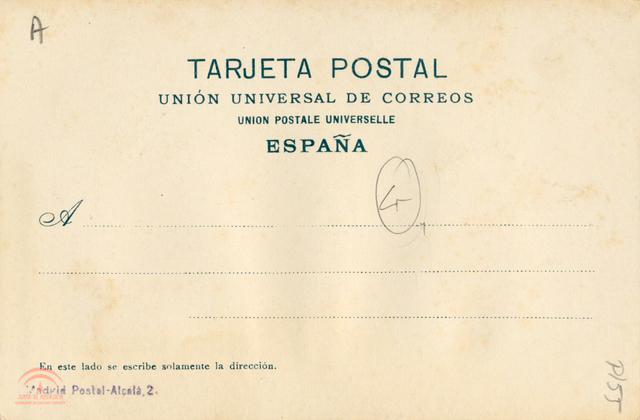 A
TARJETA POSTAL
UNIÓN UNIVERSAL DE CORREOS
UNION POSTALE UNIVERSELLE
ESPAÑA
A
En este lado se escribe solamente la dirección.
Madrid Postal-Alcalá, 2.